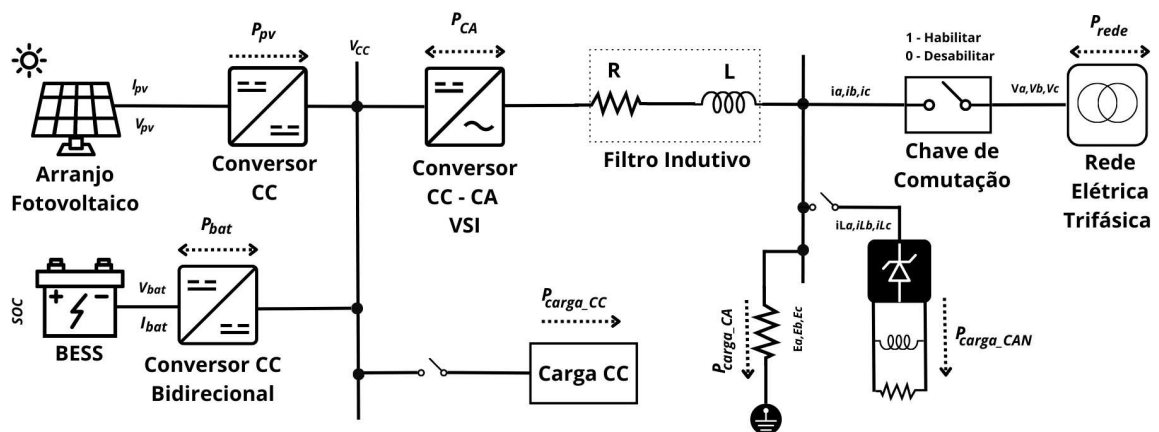 P_pv
I_pv
V_pv
Arranjo
Fotovoltaico
Conversor
CC
V_CC
P_CA
Conversor
CC - CA
VSI
R
L
Filtro Indutivo
ia,ib,ic
1 - Habilitar
0 - Desabilitar
Chave de
Comutação
Va,Vb,Vc
P_rede
Rede
Elétrica
Trifásica
SOC
BESS
V_bat
I_bat
P_bat
Conversor CC
Bidirecional
P_carga_CC
Carga CC
P_carga_CA
Ea,Eb,Ec
iLa,iLb,iLc
P_carga_CAN